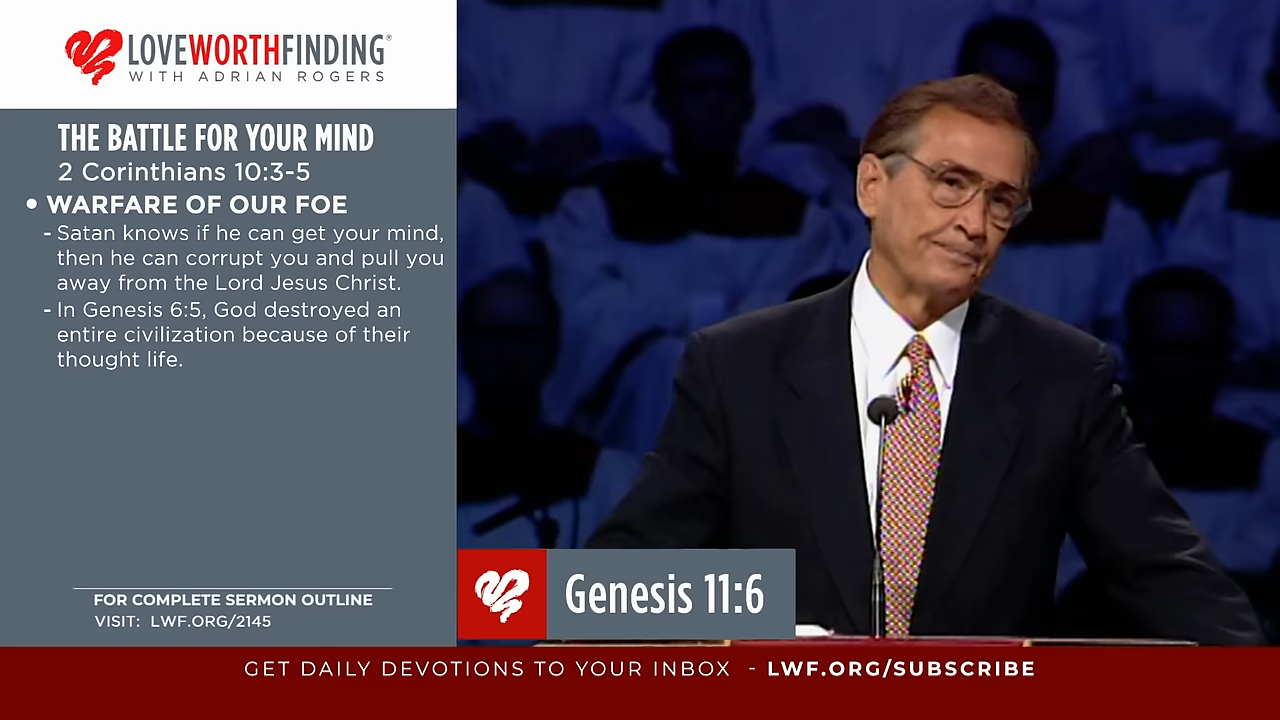 LOVEWORTHFINDING®
WITH ADRIAN ROGERS
THE BATTLE FOR YOUR MIND
2 Corinthians 10:3-5
• WARFARE OF OUR FOE
- Satan knows if he can get your mind,
then he can corrupt you and pull you
away from the Lord Jesus Christ.
- In Genesis 6:5, God destroyed an
entire civilization because of their
thought life.
FOR COMPLETE SERMON OUTLINE
VISIT: LWF.ORG/2145
Genesis 11:6
GET DAILY DEVOTIONS TO YOUR INBOX - LWF.ORG/SUBSCRIBE